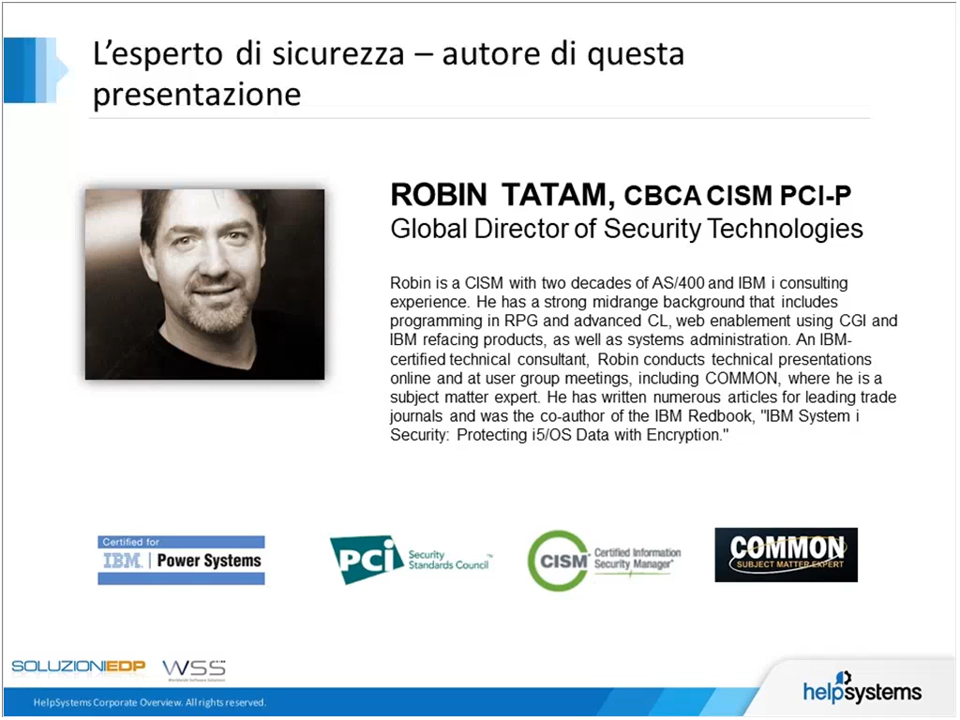 L’esperto di sicurezza – autore di questa
presentazione
ROBIN TATAM, CBCA CISM PCI-P
Global Director of Security Technologies
Robin is a CISM with two decades of AS/400 and IBM i consulting
experience. He has a strong midrange background that includes
programming in RPG and advanced CL, web enablement using CGI and
IBM refacing products, as well as systems administration. An IBM-
certified technical consultant, Robin conducts technical presentations
online and at user group meetings, including COMMON, where he is a
subject matter expert. He has written numerous articles for leading trade
journals and was the co-author of the IBM Redbook, "IBM System i
Security: Protecting i5/OS Data with Encryption."
Certified for
IBM. | Power Systems
PCi Security
Standards Council ™
CISM Certified Information
Security Manager®
COMMON
SUBJECT MATTER EXPERT
SOLUZIONIEDP WSS
Worldwide Software Solutions
HelpSystems Corporate Overview. All rights reserved.
helpsystems